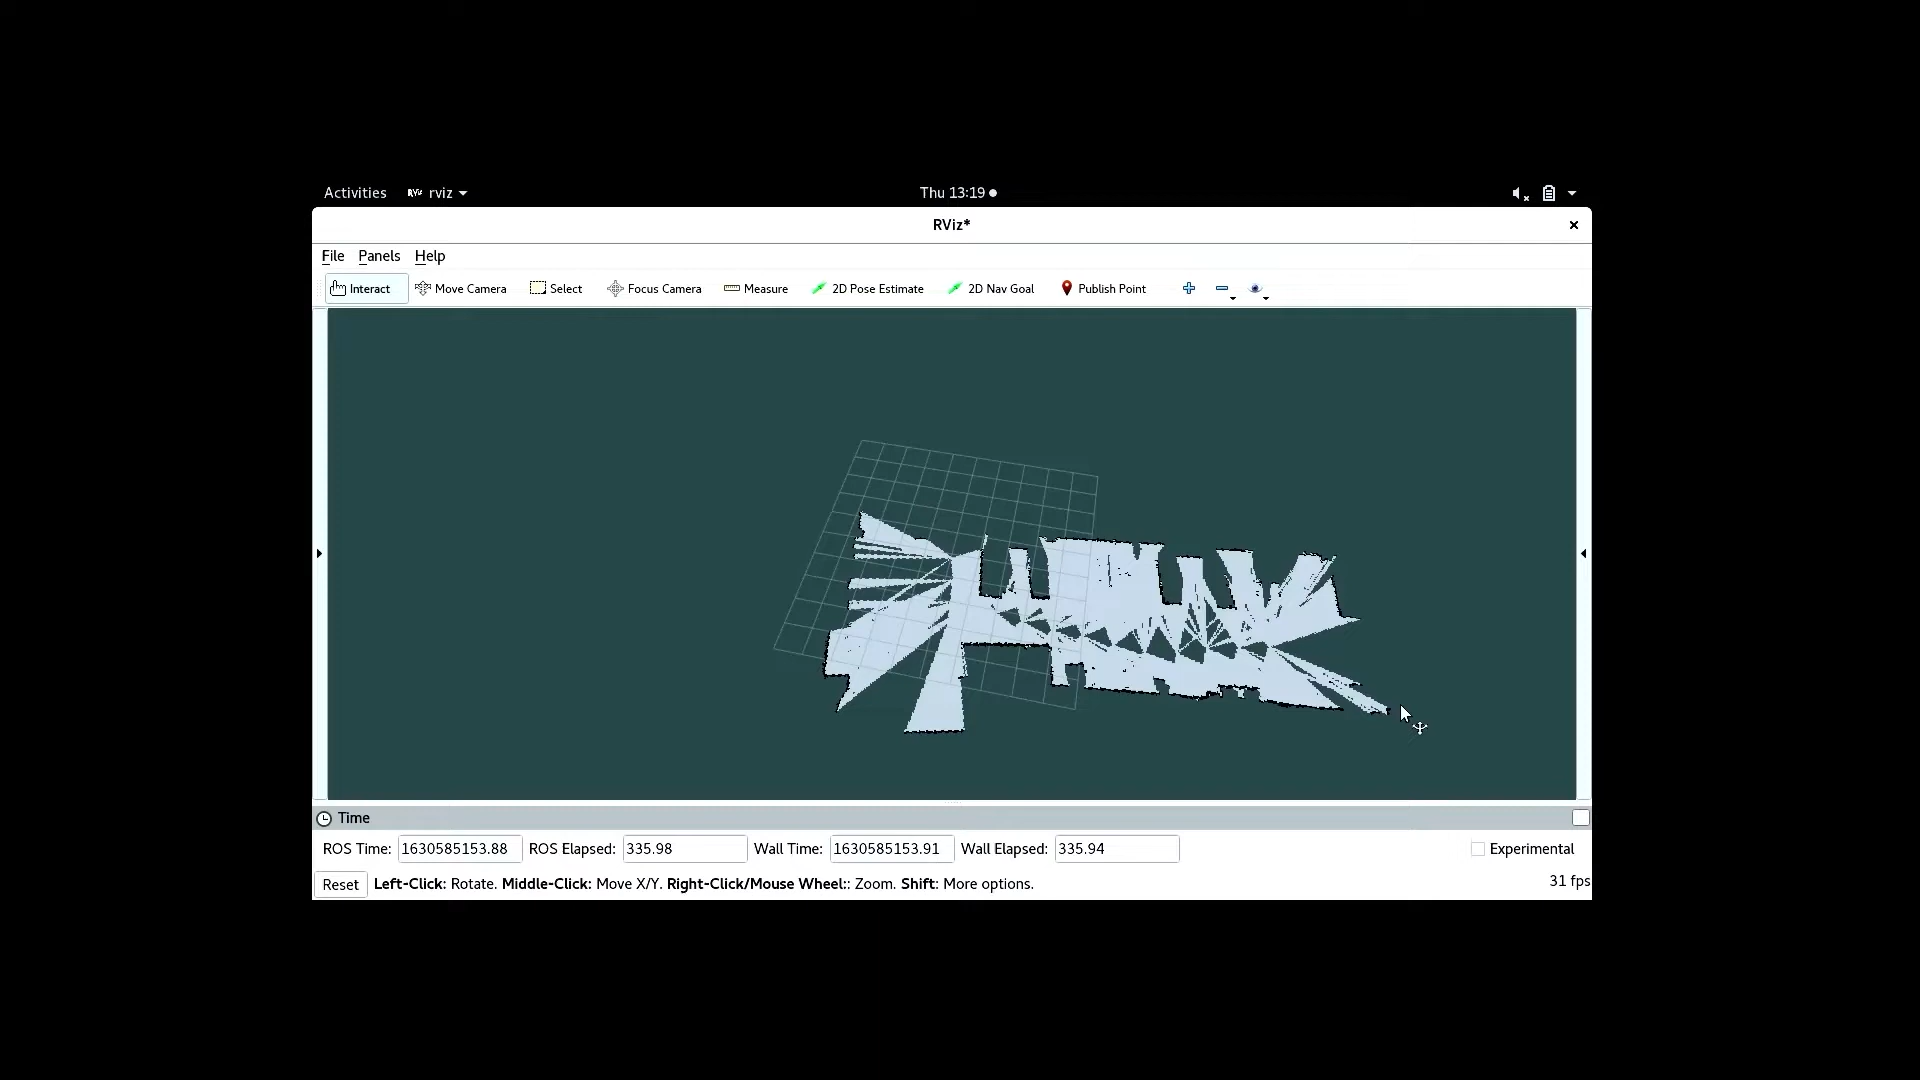 Activities RViz rviz Thu 13:19
RViz*
File Panels Help
Interact Move Camera Select Focus Camera Measure 2D Pose Estimate 2D Nav Goal Publish Point
Time
ROS Time: 1630585153.88 ROS Elapsed: 335.98 Wall Time: 1630585153.91 Wall Elapsed: 335.94 Experimental
Reset Left-Click: Rotate. Middle-Click: Move X/Y. Right-Click/Mouse Wheel:: Zoom. Shift: More options. 31 fps